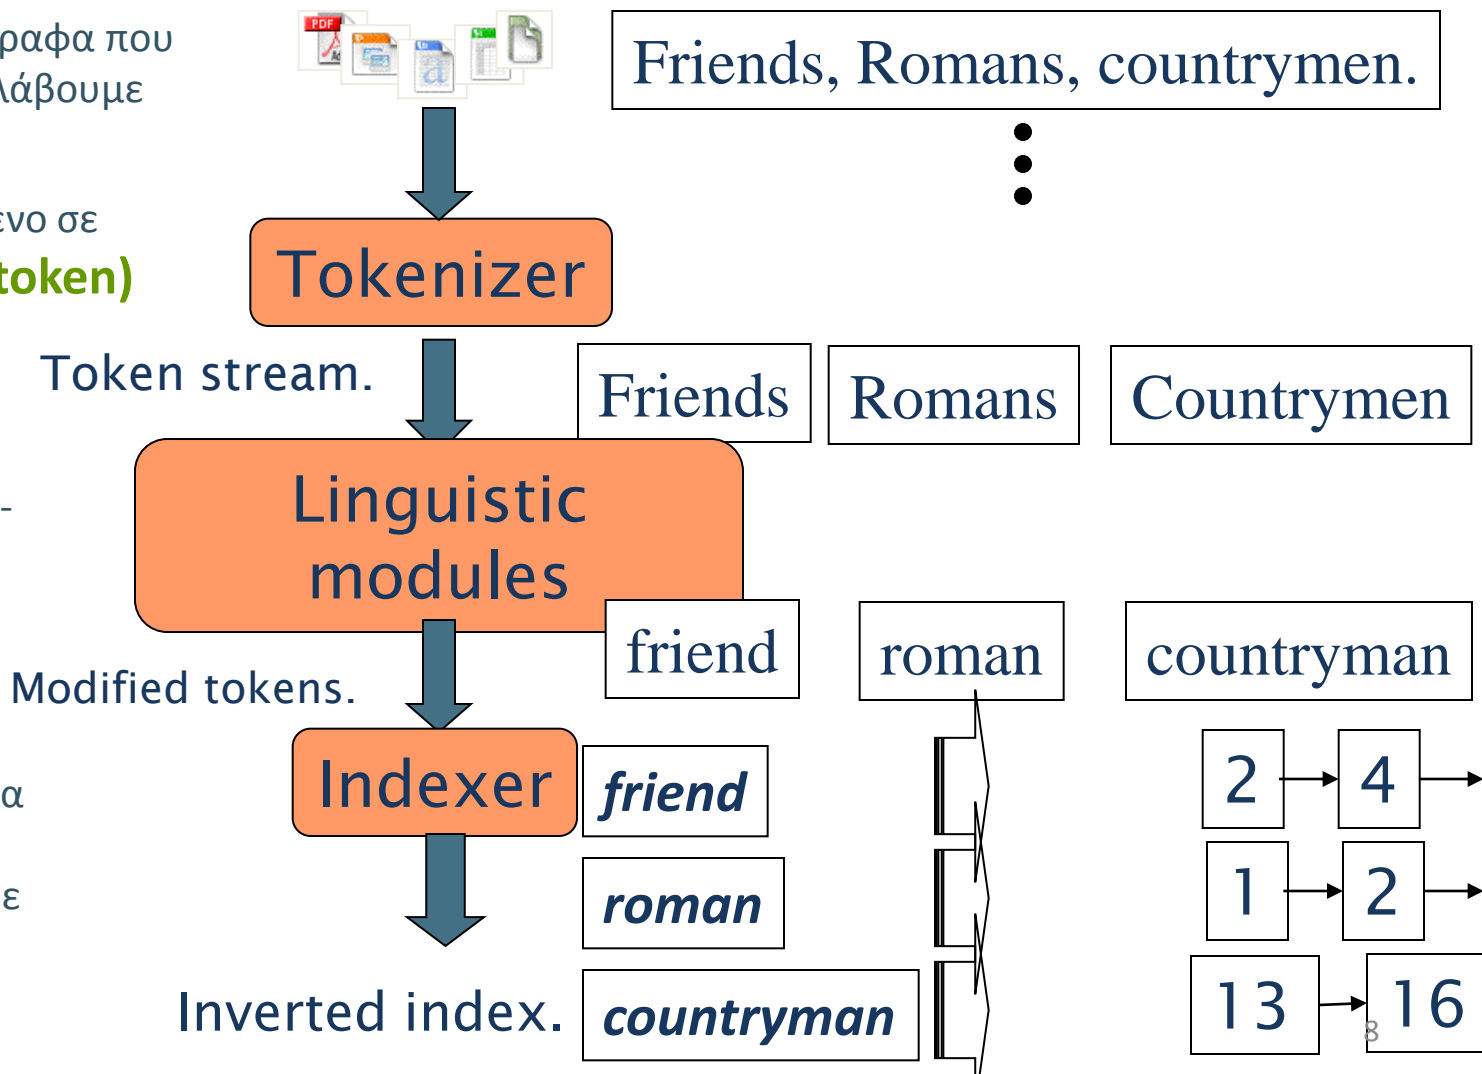 ραφα που
λάβουμε
PDF
Friends, Romans, countrymen.
ενο σε
token)
Tokenizer
Token stream.
Friends
Romans
Countrymen
Linguistic
modules
-
friend
roman
countryman
Modified tokens.
Indexer
α
friend
2
4
ε
roman
1
2
Inverted index.
countryman
13
16
8